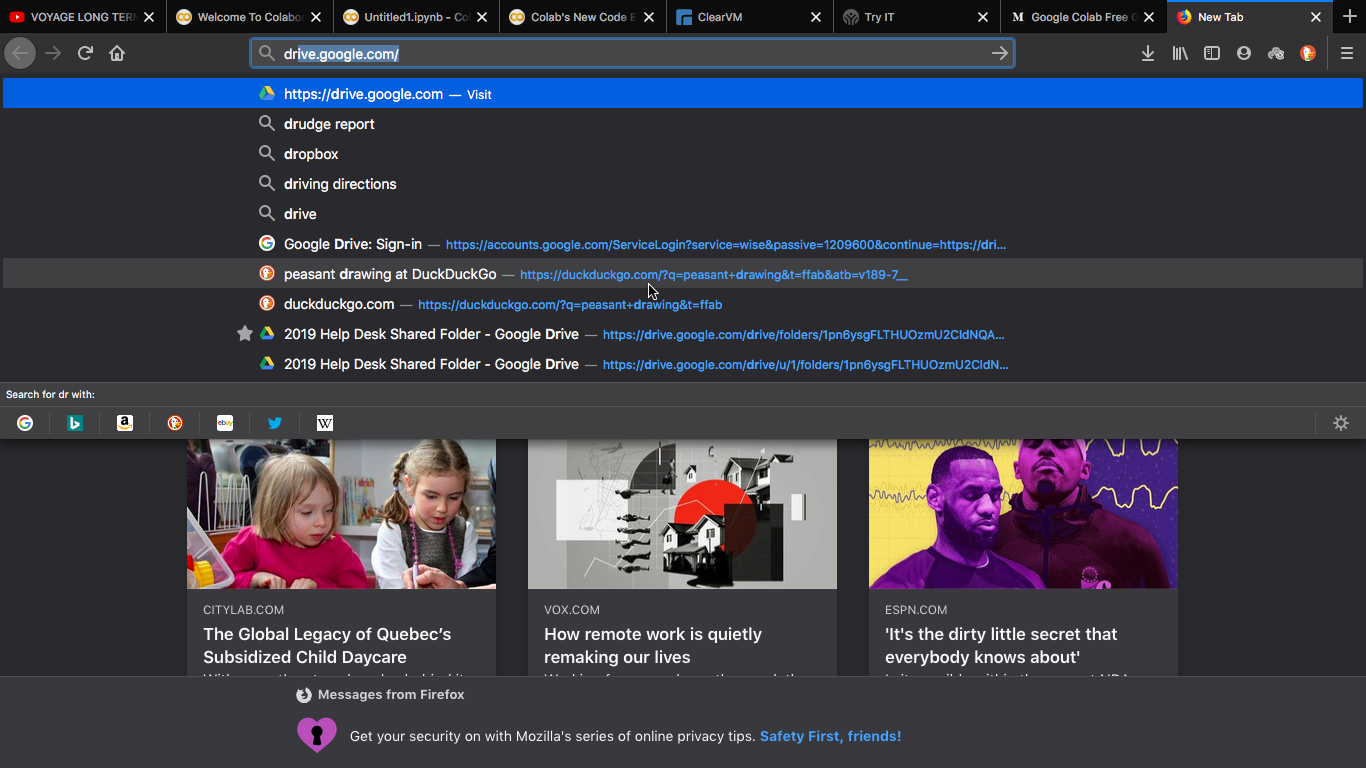 VOYAGE LONG TERM
Welcome To Colabor
Untitled1.ipynb - Co
Colab's New Code E
ClearVM
Try IT
Google Colab Free G
New Tab
drive.google.com/
https://drive.google.com — Visit
drudge report
dropbox
driving directions
drive
Google Drive: Sign-in — https://accounts.google.com/ServiceLogin?service=wise&passive=1209600&continue=https://dri...
peasant drawing at DuckDuckGo — https://duckduckgo.com/?q=peasant+drawing&t=ffab&atb=v189-7__
duckduckgo.com — https://duckduckgo.com/?q=peasant+drawing&t=ffab
2019 Help Desk Shared Folder - Google Drive — https://drive.google.com/drive/folders/1pn6ysgFLTHUOzmU2CldNQA...
2019 Help Desk Shared Folder - Google Drive — https://drive.google.com/drive/u/1/folders/1pn6ysgFLTHUOzmU2CldN...
Search for dr with:
CITYLAB.COM
The Global Legacy of Quebec's
Subsidized Child Daycare
VOX.COM
How remote work is quietly
remaking our lives
ESPN.COM
'It's the dirty little secret that
everybody knows about'
Messages from Firefox
Get your security on with Mozilla's series of online privacy tips. Safety First, friends!